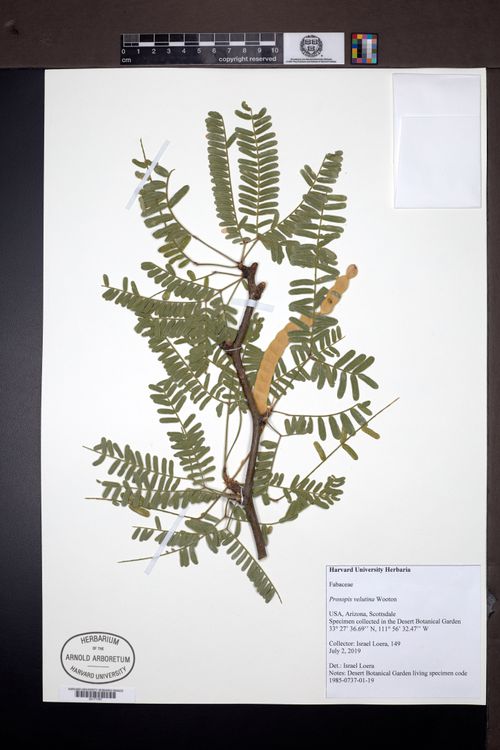 0 1 2 3 4 5 6 7 8 9 10
cm copyright reserved
Harvard University Herbaria
Fabaceae
Prosopis velutina Wooton
USA, Arizona, Scottsdale
Specimen collected in the Desert Botanical Garden
33° 27' 36.69'' N, 111° 56' 32.47'' W
Collector: Israel Loera, 149
July 2, 2019
Det.: Israel Loera
Notes: Desert Botanical Garden living specimen code
1985-0737-01-19
HERBARIUM
OF THE
ARNOLD ARBORETUM
HARVARD UNIVERSITY